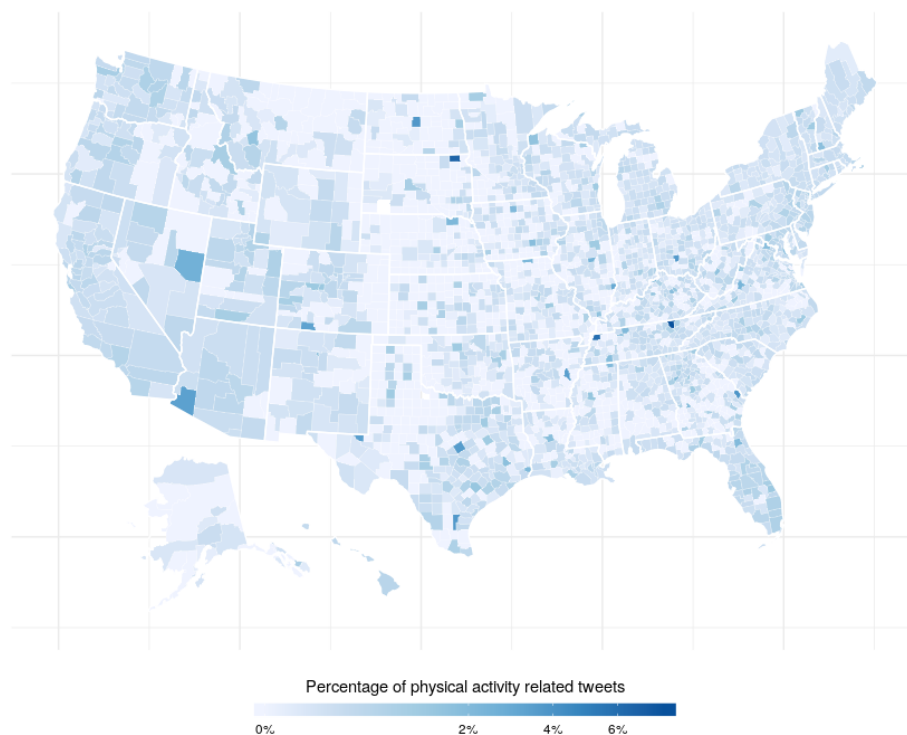 Percentage of physical activity related tweets
0% 2% 4% 6%